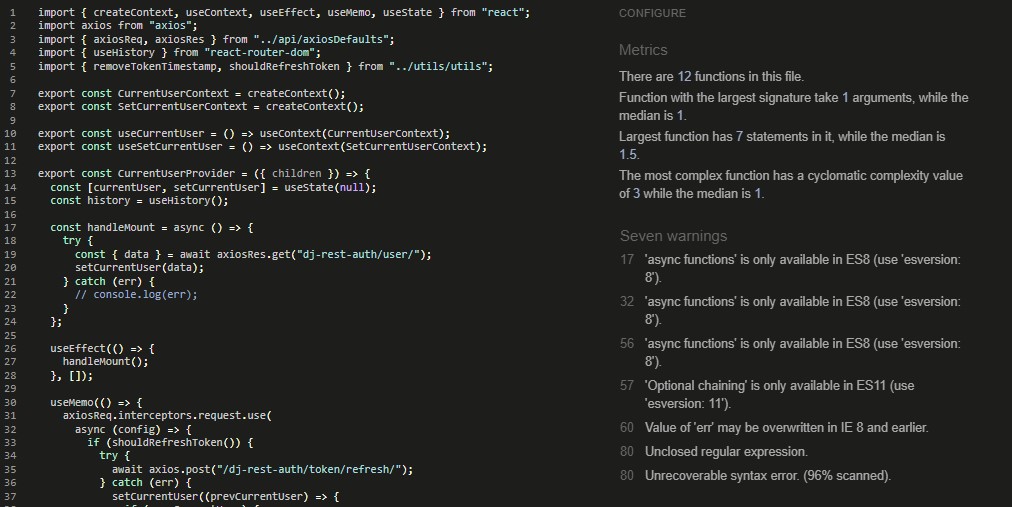 1 import { createContext, useContext, useEffect, useMemo, useState } from "react";
2 import axios from "axios";
3 import { axiosReq, axiosRes } from "../api/axiosDefaults";
4 import { useHistory } from "react-router-dom";
5 import { removeTokenTimestamp, shouldRefreshToken } from "../utils/utils";
6
7 export const CurrentUserContext = createContext();
8 export const SetCurrentUserContext = createContext();
9
10 export const useCurrentUser = () => useContext(CurrentUserContext);
11 export const useSetCurrentUser = () => useContext(SetCurrentUserContext);
12
13 export const CurrentUserProvider = ({ children }) => {
14 const [currentUser, setCurrentUser] = useState(null);
15 const history = useHistory();
16
17 const handleMount = async () => {
18 try {
19 const { data } = await axiosRes.get("dj-rest-auth/user/");
20 setCurrentUser(data);
21 } catch (err) {
22 // console.log(err);
23 }
24 };
25
26 useEffect(() => {
27 handleMount();
28 }, []);
29
30 useMemo(() => {
31 axiosReq.interceptors.request.use(
32 async (config) => {
33 if (shouldRefreshToken()) {
34 try {
35 await axios.post("/dj-rest-auth/token/refresh/");
36 } catch (err) {
37 setCurrentUser((prevCurrentUser) => {
CONFIGURE
Metrics
There are 12 functions in this file.
Function with the largest signature take 1 arguments, while the
median is 1.
Largest function has 7 statements in it, while the median is
1.5.
The most complex function has a cyclomatic complexity value
of 3 while the median is 1.
Seven warnings
17 'async functions' is only available in ES8 (use 'esversion:
8').
32 'async functions' is only available in ES8 (use 'esversion:
8').
56 'async functions' is only available in ES8 (use 'esversion:
8').
57 'Optional chaining' is only available in ES11 (use
'esversion: 11').
60 Value of 'err' may be overwritten in IE 8 and earlier.
80 Unclosed regular expression.
80 Unrecoverable syntax error. (96% scanned).